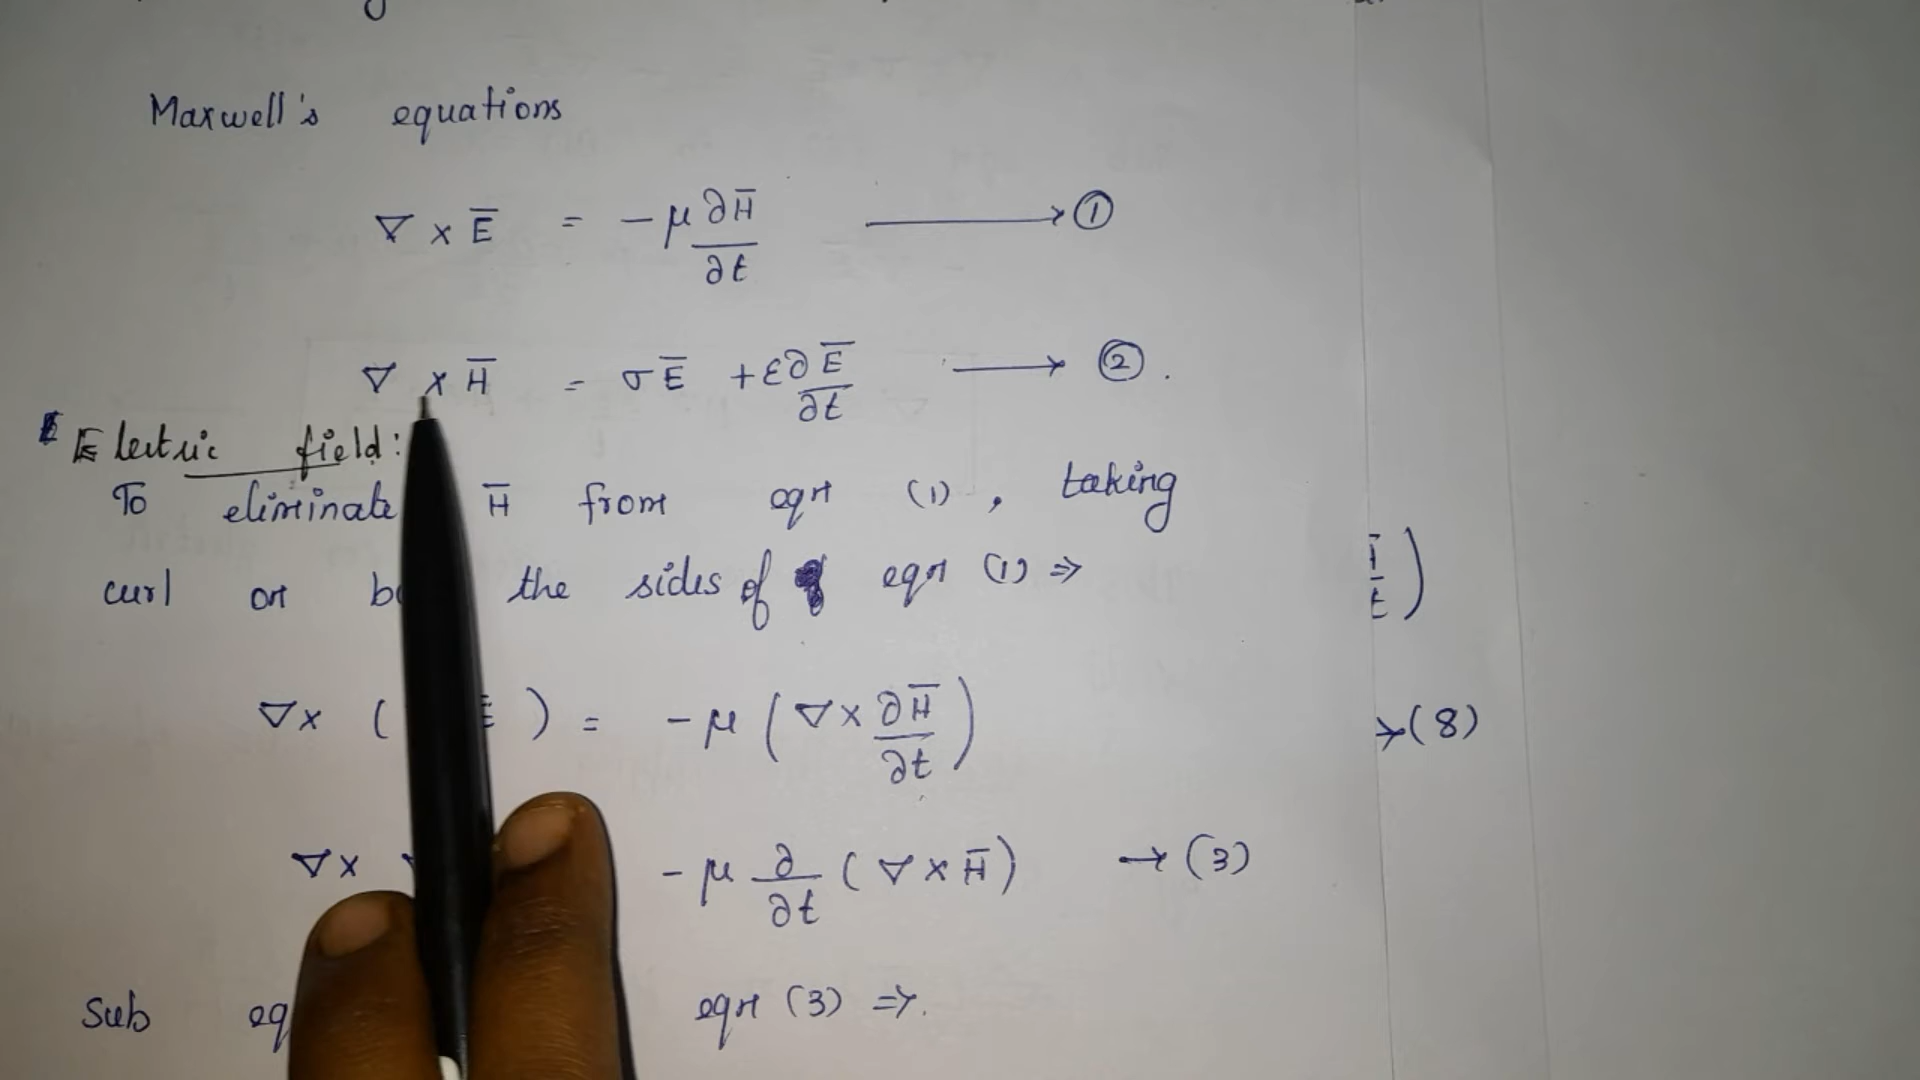 Maxwell's equations
∇ × E̅ = -μ ∂H̅/∂t ⟶ ①
∇ × H̅ = σE̅ + ε∂E̅/∂t ⟶ ② .
Electric field:
To eliminate H̅ from eqn (1), taking
curl on the sides of eqn (1) ⇒
∇× ( ) = -μ (∇× ∂H̅/∂t)
∇× -μ ∂/∂t (∇ × H̅) → (3)
Sub eqn (3) ⇒.
t )
→(8)